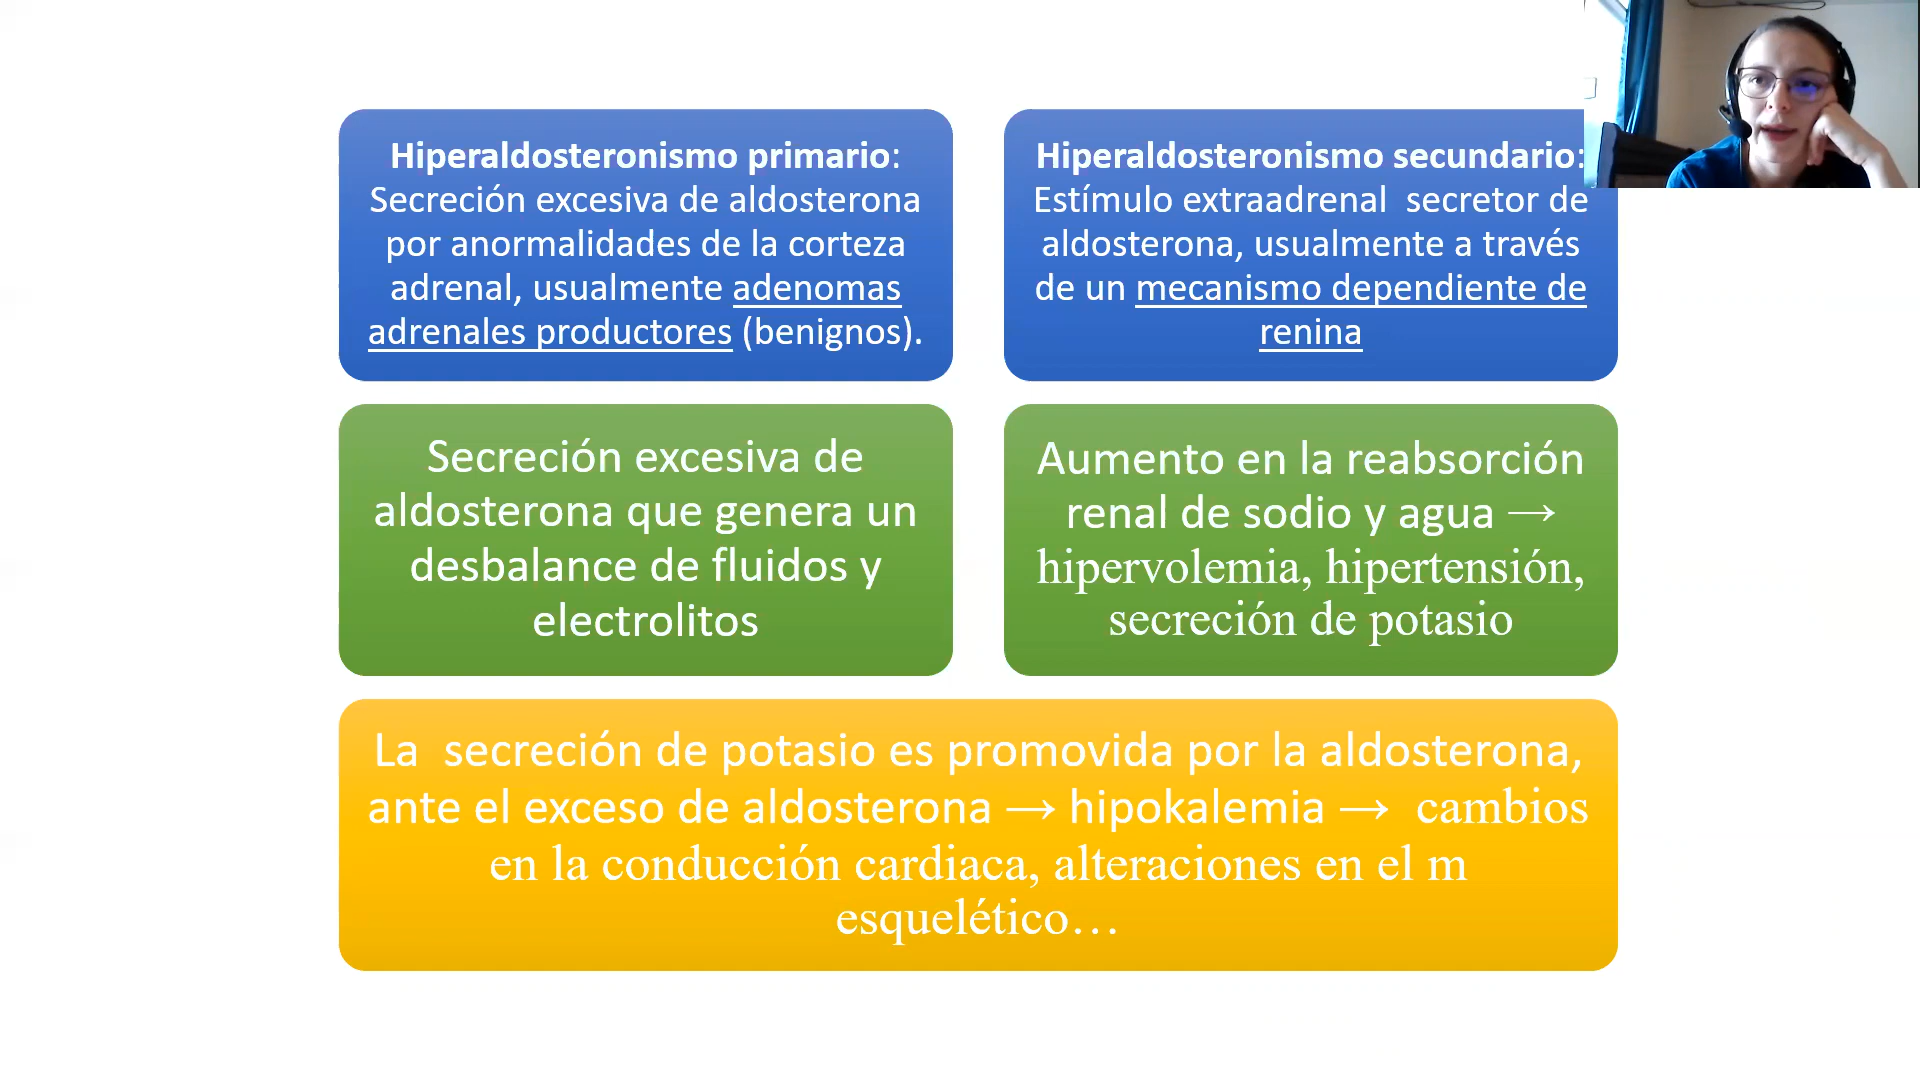 Hiperaldosteronismo primario:
Secreción excesiva de aldosterona
por anormalidades de la corteza
adrenal, usualmente adenomas
adrenales productores (benignos).
Hiperaldosteronismo secundario:
Estímulo extraadrenal  secretor de
aldosterona, usualmente a través
de un mecanismo dependiente de
renina
Secreción excesiva de
aldosterona que genera un
desbalance de fluidos y
electrolitos
Aumento en la reabsorción
renal de sodio y agua →
hipervolemia, hipertensión,
secreción de potasio
La  secreción de potasio es promovida por la aldosterona,
ante el exceso de aldosterona → hipokalemia →  cambios
en la conducción cardiaca, alteraciones en el m
esquelético…